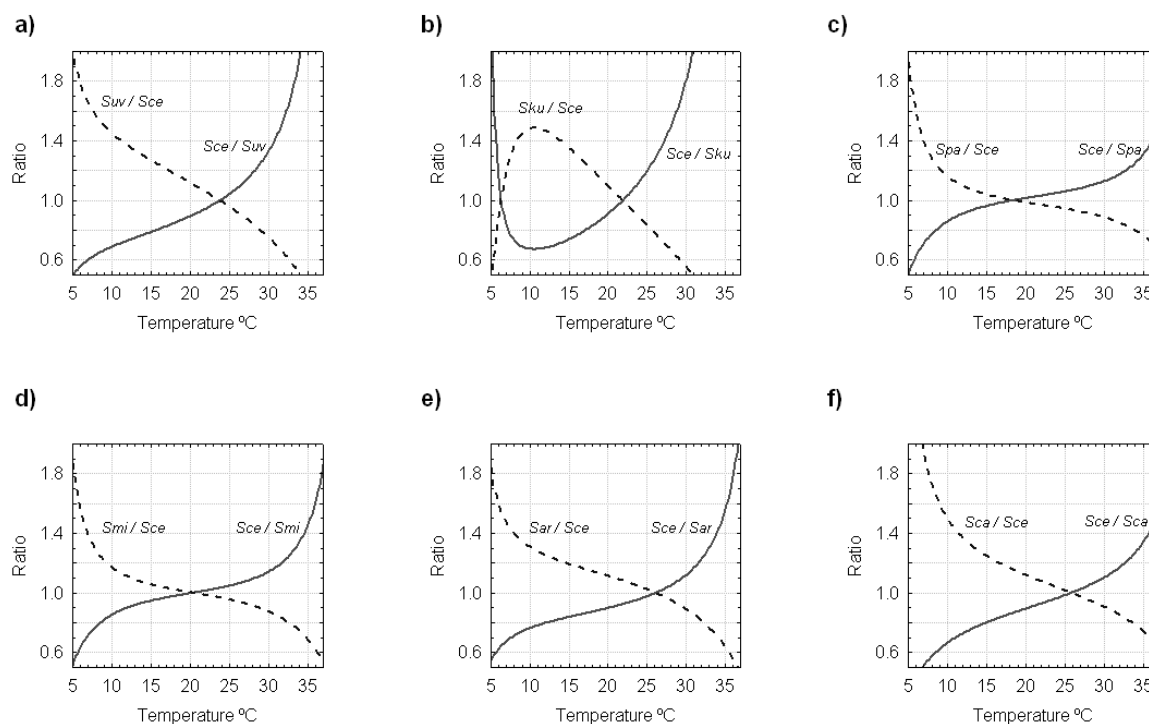 a)
b)
c)
1.8
1.4
1.0
0.6
Ratio
Suv / Sce
Sce / Suv
5 10 15 20 25 30 35
Temperature ºC
1.8
1.4
1.0
0.6
Ratio
Sku / Sce
Sce / Sku
5 10 15 20 25 30 35
Temperature ºC
1.8
1.4
1.0
0.6
Ratio
Spa / Sce
Sce / Spa
5 10 15 20 25 30 35
Temperature ºC
d)
e)
f)
1.8
1.4
1.0
0.6
Ratio
Smi / Sce
Sce / Smi
5 10 15 20 25 30 35
Temperature ºC
1.8
1.4
1.0
0.6
Ratio
Sar / Sce
Sce / Sar
5 10 15 20 25 30 35
Temperature ºC
1.8
1.4
1.0
0.6
Ratio
Sca / Sce
Sce / Sca
5 10 15 20 25 30 35
Temperature ºC